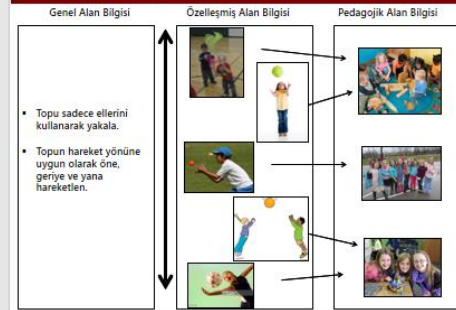 Genel Alan Bilgisi
Özelleşmiş Alan Bilgisi
Pedagojik Alan Bilgisi
▪ Topu sadece ellerini
kullanarak yakala.
▪ Topun hareket yönüne
uygun olarak öne,
geriye ve yana
hareketlen.